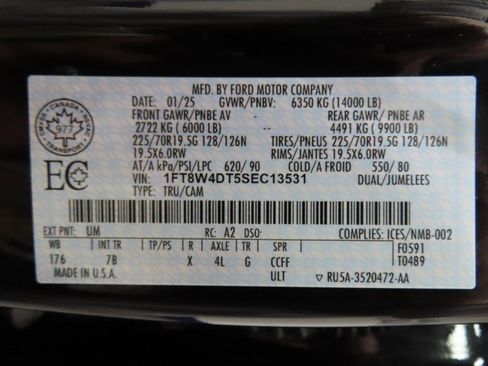 MFD. BY FORD MOTOR COMPANY
DATE: 01/25 GVWR/PNBV: 6350 KG (14000 LB)
FRONT GAWR/PNBE AV REAR GAWR/PNBE AR
2722 KG (6000 LB) 4491 KG (9900 LB)
225/70R19.5G 128/126N TIRES/PNEUS 225/70R19.5G 128/126N
19.5X6.0RW RIMS/JANTES 19.5X6.0RW
AT/A kPa/PSI/LPC 620/90 COLD/A FROID 550/80
VIN: 1FT8W4DT5SEC13531 DUAL/JUMELEES
TYPE: TRU/CAM
CANADA
977
EC
EXT PNT: UM RC: A2 DSO: COMPLIES: ICES/NMB-002
WB INT TR TP/PS R AXLE TR SPR F0591
176 7B X 4L G CCFF T0489
MADE IN U.S.A. ULT ▽ RU5A-3520472-AA